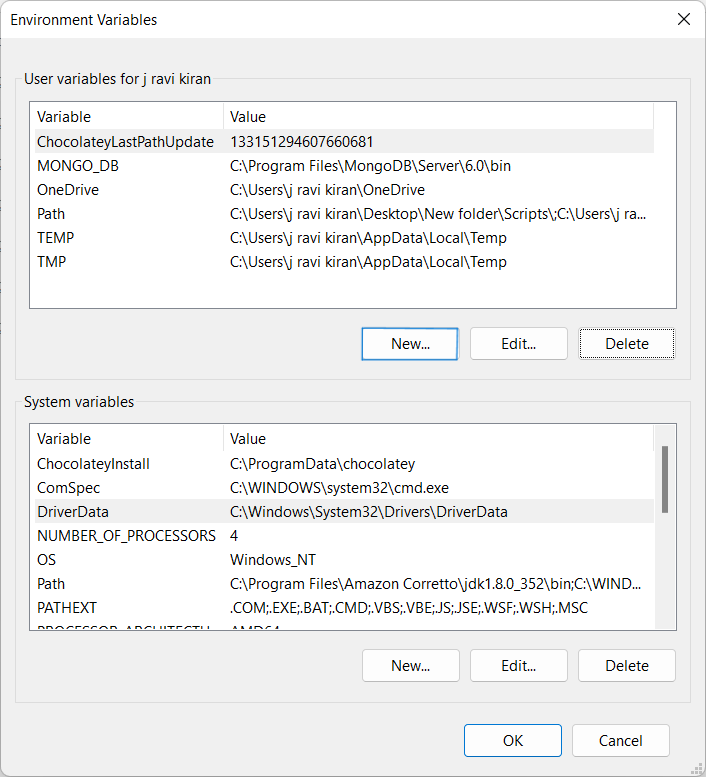 Environment Variables
User variables for j ravi kiran
Variable Value
ChocolateyLastPathUpdate 133151294607660681
MONGO_DB C:\Program Files\MongoDB\Server\6.0\bin
OneDrive C:\Users\j ravi kiran\OneDrive
Path C:\Users\j ravi kiran\Desktop\New folder\Scripts\;C:\Users\j ra...
TEMP C:\Users\j ravi kiran\AppData\Local\Temp
TMP C:\Users\j ravi kiran\AppData\Local\Temp
New... Edit... Delete
System variables
Variable Value
ChocolateyInstall C:\ProgramData\chocolatey
ComSpec C:\WINDOWS\system32\cmd.exe
DriverData C:\Windows\System32\Drivers\DriverData
NUMBER_OF_PROCESSORS 4
OS Windows_NT
Path C:\Program Files\Amazon Corretto\jdk1.8.0_352\bin;C:\WIND...
PATHEXT .COM;.EXE;.BAT;.CMD;.VBS;.VBE;.JS;.JSE;.WSF;.WSH;.MSC
New... Edit... Delete
OK Cancel